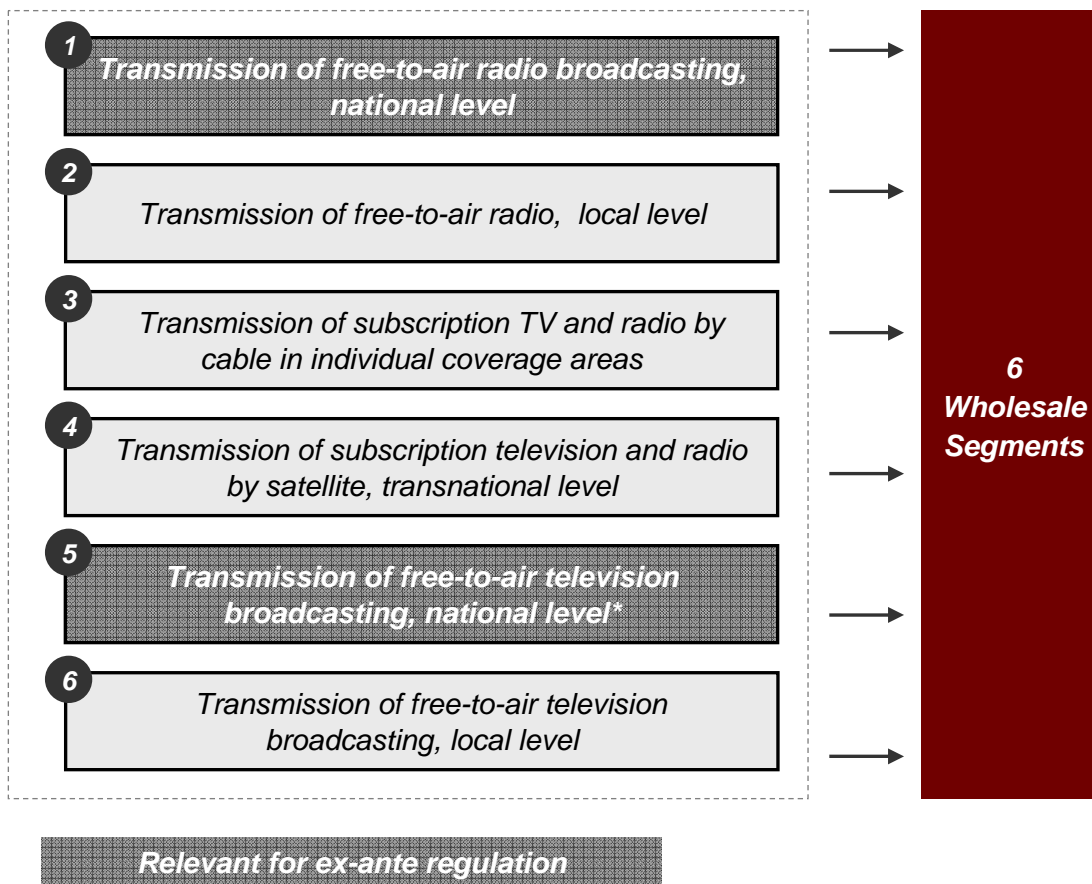 1
Transmission of free-to-air radio broadcasting,
national level
2
Transmission of free-to-air radio, local level
3
Transmission of subscription TV and radio by
cable in individual coverage areas
4
Transmission of subscription television and radio
by satellite, transnational level
5
Transmission of free-to-air television
broadcasting, national level*
6
Transmission of free-to-air television
broadcasting, local level
6
Wholesale
Segments
Relevant for ex-ante regulation